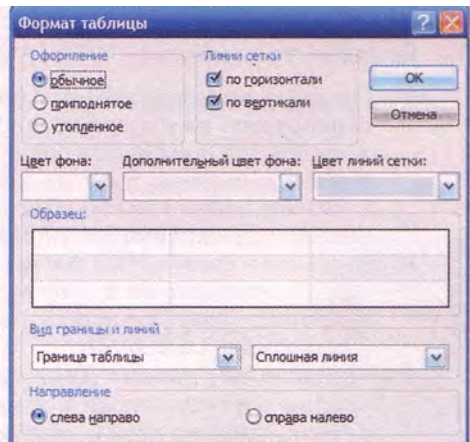 Формат таблицы
Оформление
обычное
приподнятое
утопленное
Линии сетки
по горизонтали
по вертикали
ОК
Отмена
Цвет фона:
Дополнительный цвет фона:
Цвет линий сетки:
Образец:
Вид границы и линий
Граница таблицы
Сплошная линия
Направление
слева направо
справа налево